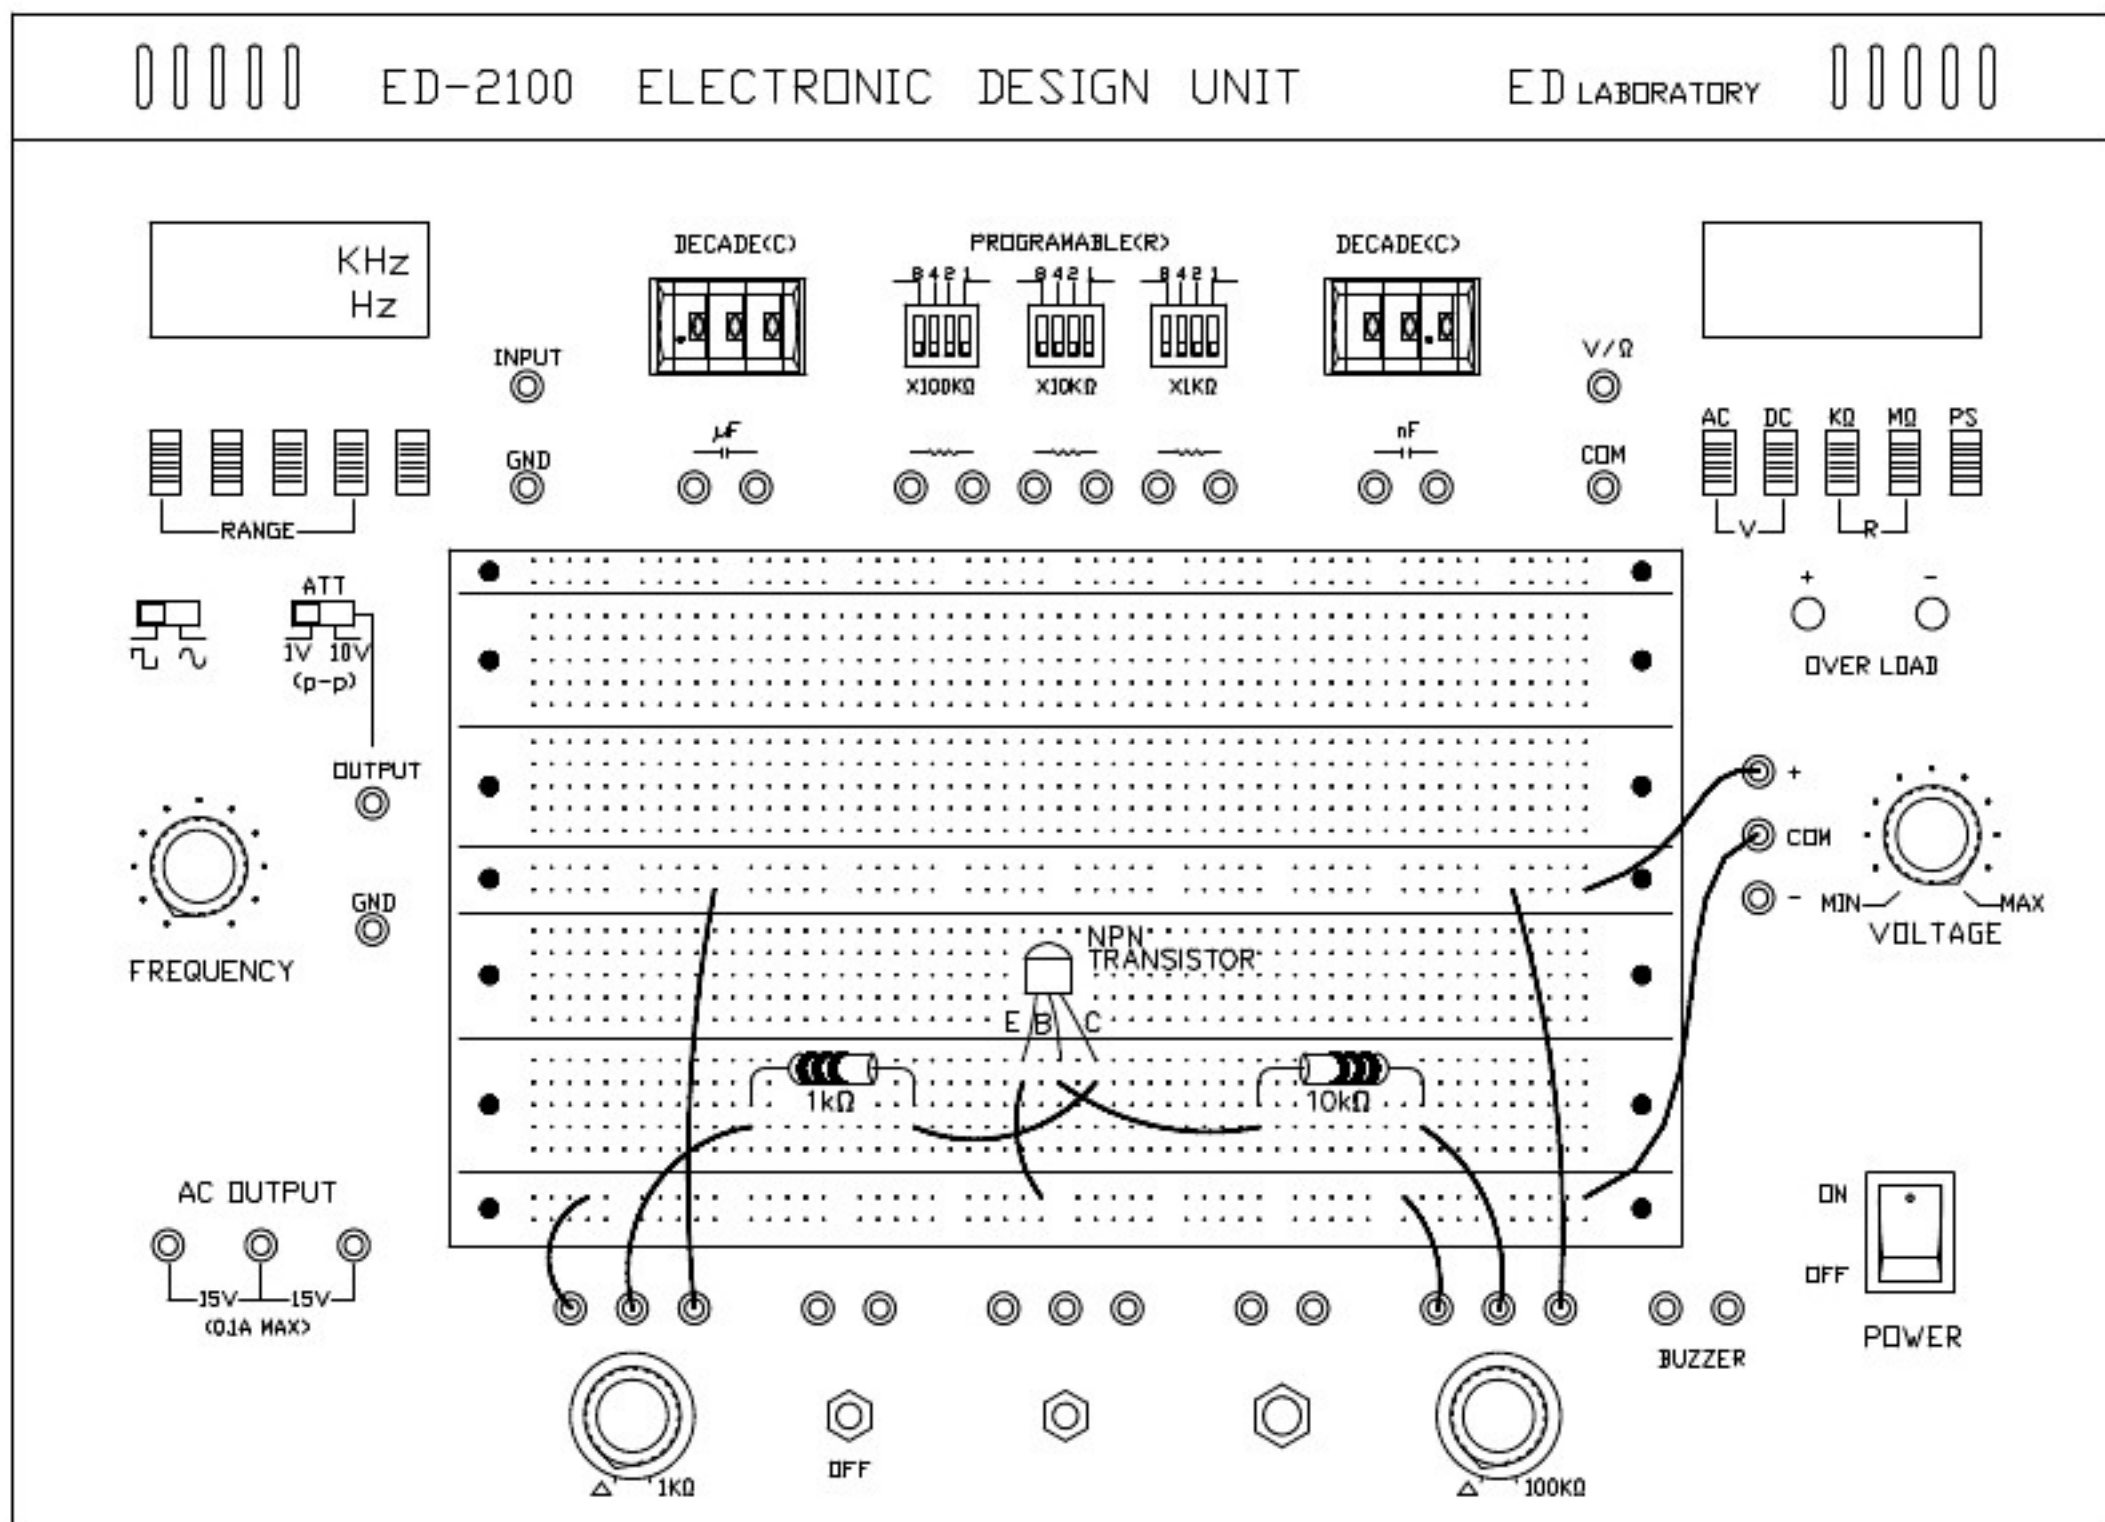 ED-2100 ELECTRONIC DESIGN UNIT ED LABORATORY
KHz
Hz
DECADE(C)
PROGRAMABLE(R)
DECADE(C)
8 4 2 1
8 4 2 1
8 4 2 1
INPUT
X100KΩ
X10KΩ
X1KΩ
V/Ω
GND
μF
nF
COM
AC DC KΩ MΩ PS
RANGE
V
R
ATT
1V 10V
(p-p)
+ -
OVER LOAD
OUTPUT
+
COM
-
GND
MIN
MAX
VOLTAGE
FREQUENCY
NPN
TRANSISTOR
E B C
1kΩ
10kΩ
AC OUTPUT
15V 15V
(0.1A MAX)
ON
OFF
POWER
BUZZER
OFF
1KΩ
100KΩ